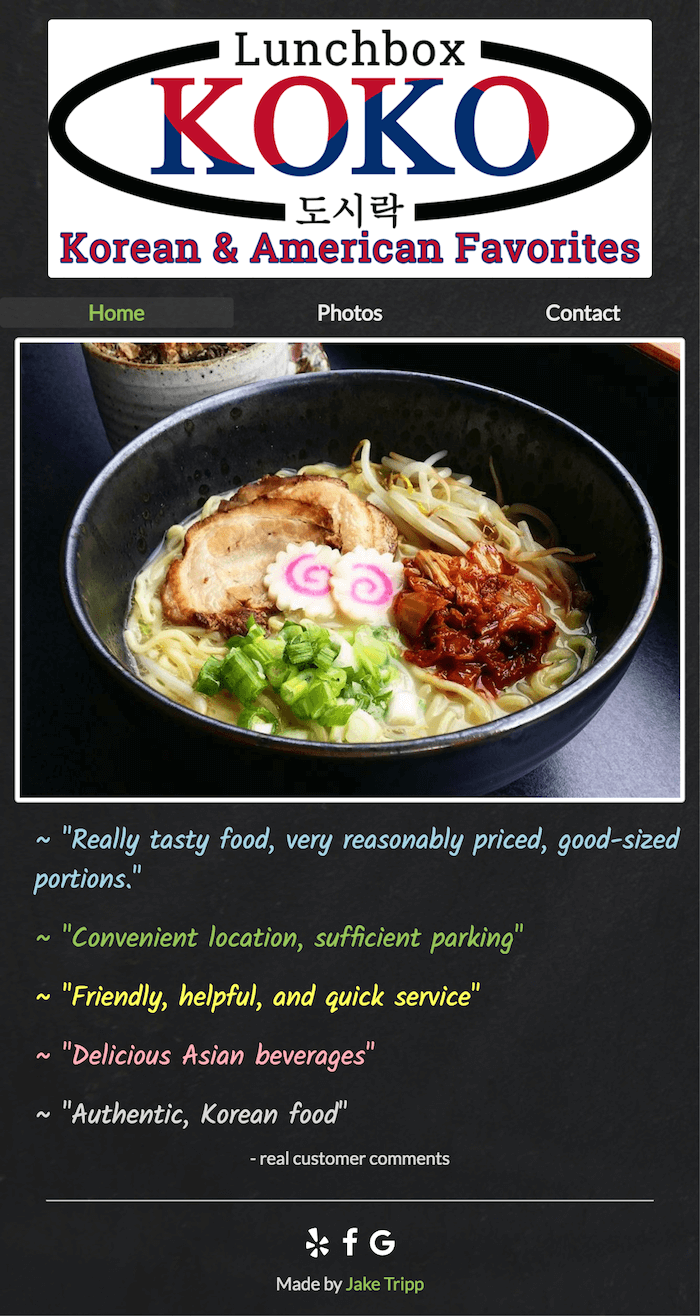 Lunchbox
KOKO
도시락
Korean & American Favorites
Home Photos Contact
~ "Really tasty food, very reasonably priced, good-sized
portions."
~ "Convenient location, sufficient parking"
~ "Friendly, helpful, and quick service"
~ "Delicious Asian beverages"
~ "Authentic, Korean food"
- real customer comments
Made by Jake Tripp